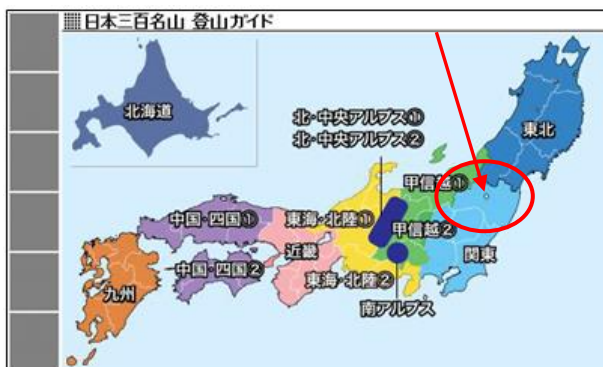 日本三百名山 登山ガイド
北海道
北・中央アルプス①
北・中央アルプス②
東北
甲信越①
中国・四国①
東海・北陸①
甲信越２
近畿
関東
中国・四国２
東海・北陸２
九州
南アルプス